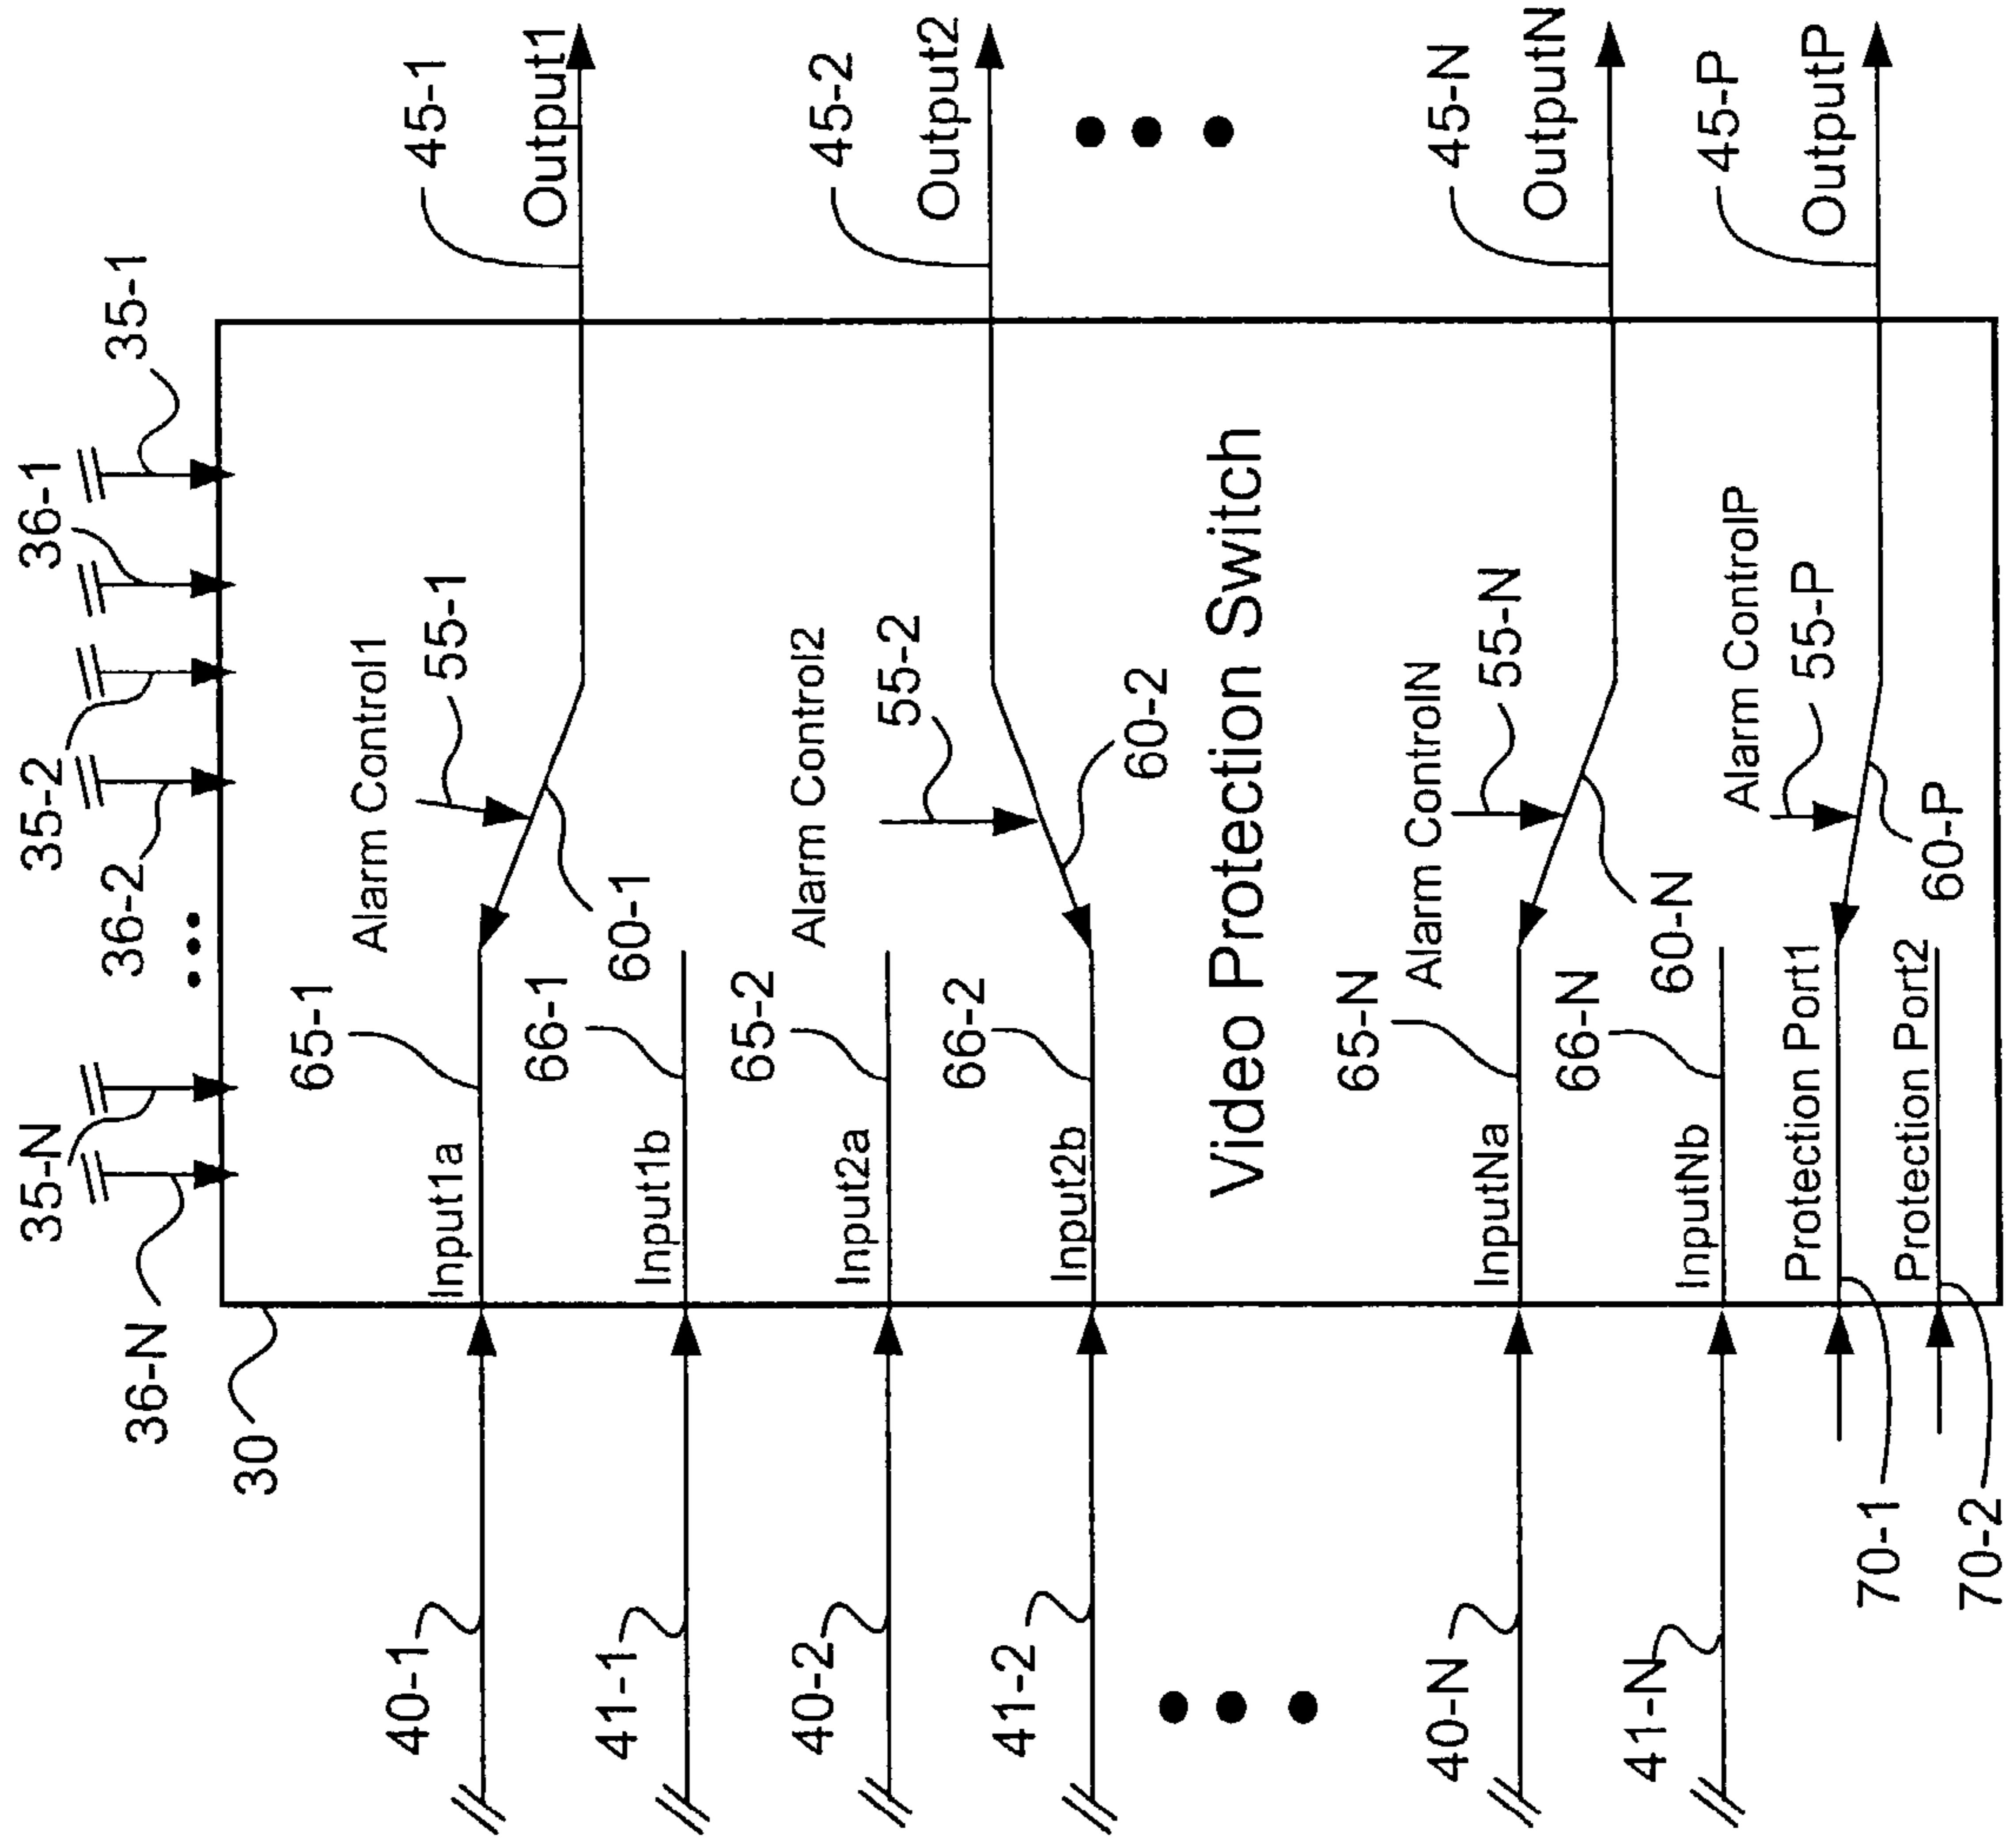 35-N
36-N
35-2
36-2
36-1
35-1
30
40-1
Input1a
65-1
Alarm Control1
55-1
60-1
45-1
Output1
41-1
Input1b
66-1
40-2
Input2a
65-2
Alarm Control2
55-2
60-2
45-2
Output2
41-2
Input2b
66-2
Video Protection Switch
40-N
InputNa
65-N
Alarm ControlN
55-N
60-N
45-N
OutputN
41-N
InputNb
66-N
70-1
Protection Port1
Alarm ControlP
55-P
60-P
45-P
OutputP
70-2
Protection Port2